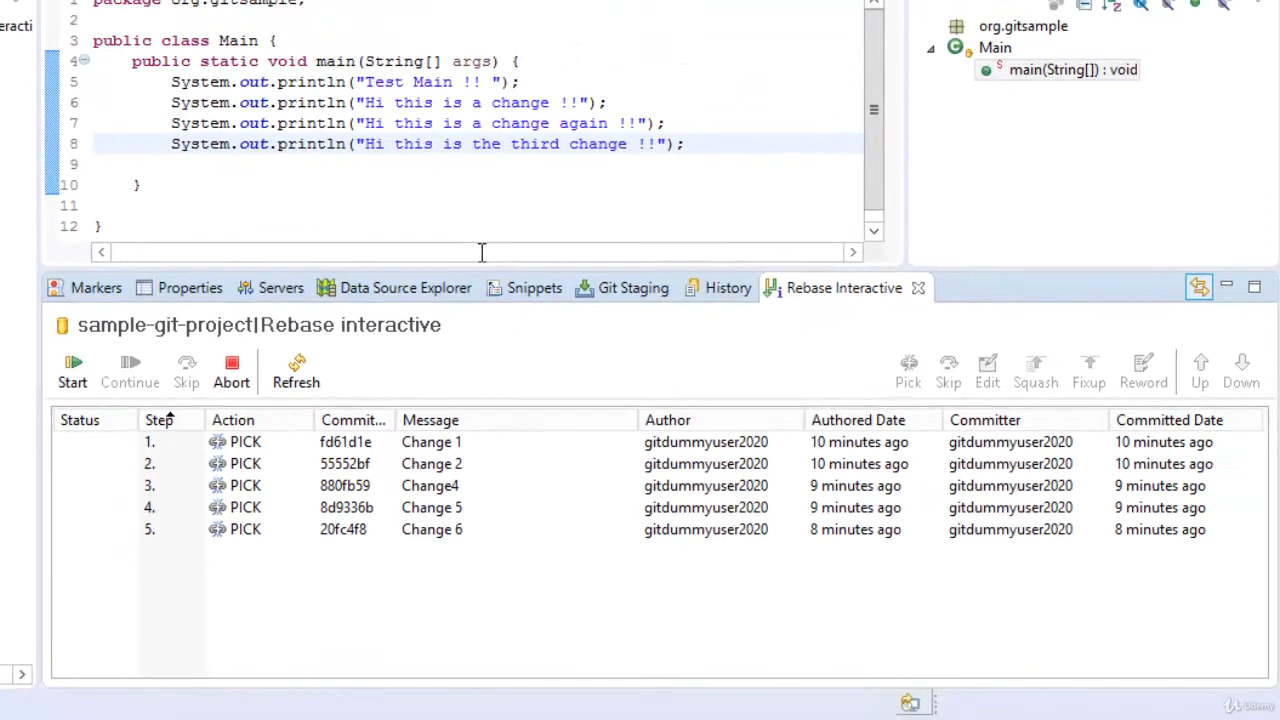 package org.gitsample;
eracti
2
3 public class Main {
4 public static void main(String[] args) {
5 System.out.println("Test Main !! ");
6 System.out.println("Hi this is a change !!");
7 System.out.println("Hi this is a change again !!");
8 System.out.println("Hi this is the third change !!");
9
10 }
11
12 }
org.gitsample
Main
S main(String[]) : void
Markers Properties Servers Data Source Explorer Snippets Git Staging History Rebase Interactive
sample-git-project|Rebase interactive
Start Continue Skip Abort Refresh Pick Skip Edit Squash Fixup Reword Up Down
Status Step Action Commit... Message Author Authored Date Committer Committed Date
1. PICK fd61d1e Change 1 gitdummyuser2020 10 minutes ago gitdummyuser2020 10 minutes ago
2. PICK 55552bf Change 2 gitdummyuser2020 10 minutes ago gitdummyuser2020 10 minutes ago
3. PICK 880fb59 Change4 gitdummyuser2020 9 minutes ago gitdummyuser2020 9 minutes ago
4. PICK 8d9336b Change 5 gitdummyuser2020 9 minutes ago gitdummyuser2020 9 minutes ago
5. PICK 20fc4f8 Change 6 gitdummyuser2020 8 minutes ago gitdummyuser2020 8 minutes ago
Udemy